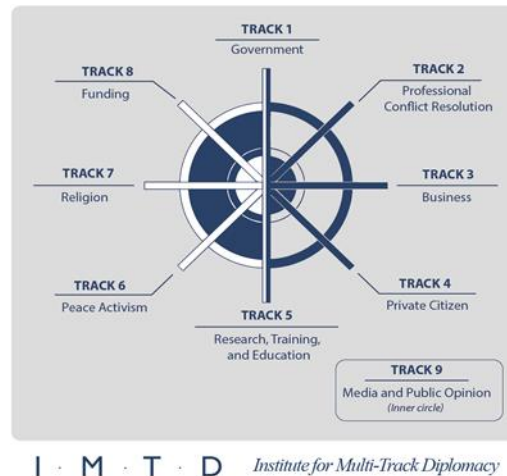 TRACK 1
Government
TRACK 8
Funding
TRACK 2
Professional
Conflict Resolution
TRACK 7
Religion
TRACK 3
Business
TRACK 6
Peace Activism
TRACK 4
Private Citizen
TRACK 5
Research, Training,
and Education
TRACK 9
Media and Public Opinion
(Inner circle)
I · M · T · D Institute for Multi-Track Diplomacy